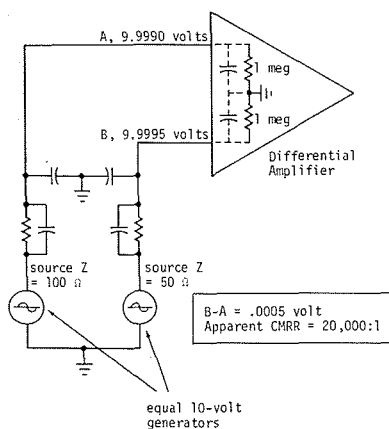 A, 9.9990 volts
1 meg
1 meg
B, 9.9995 volts
Differential
Amplifier
source Z
= 100 Ω
source Z
= 50 Ω
B-A = .0005 volt
Apparent CMRR = 20,000:1
equal 10-volt
generators